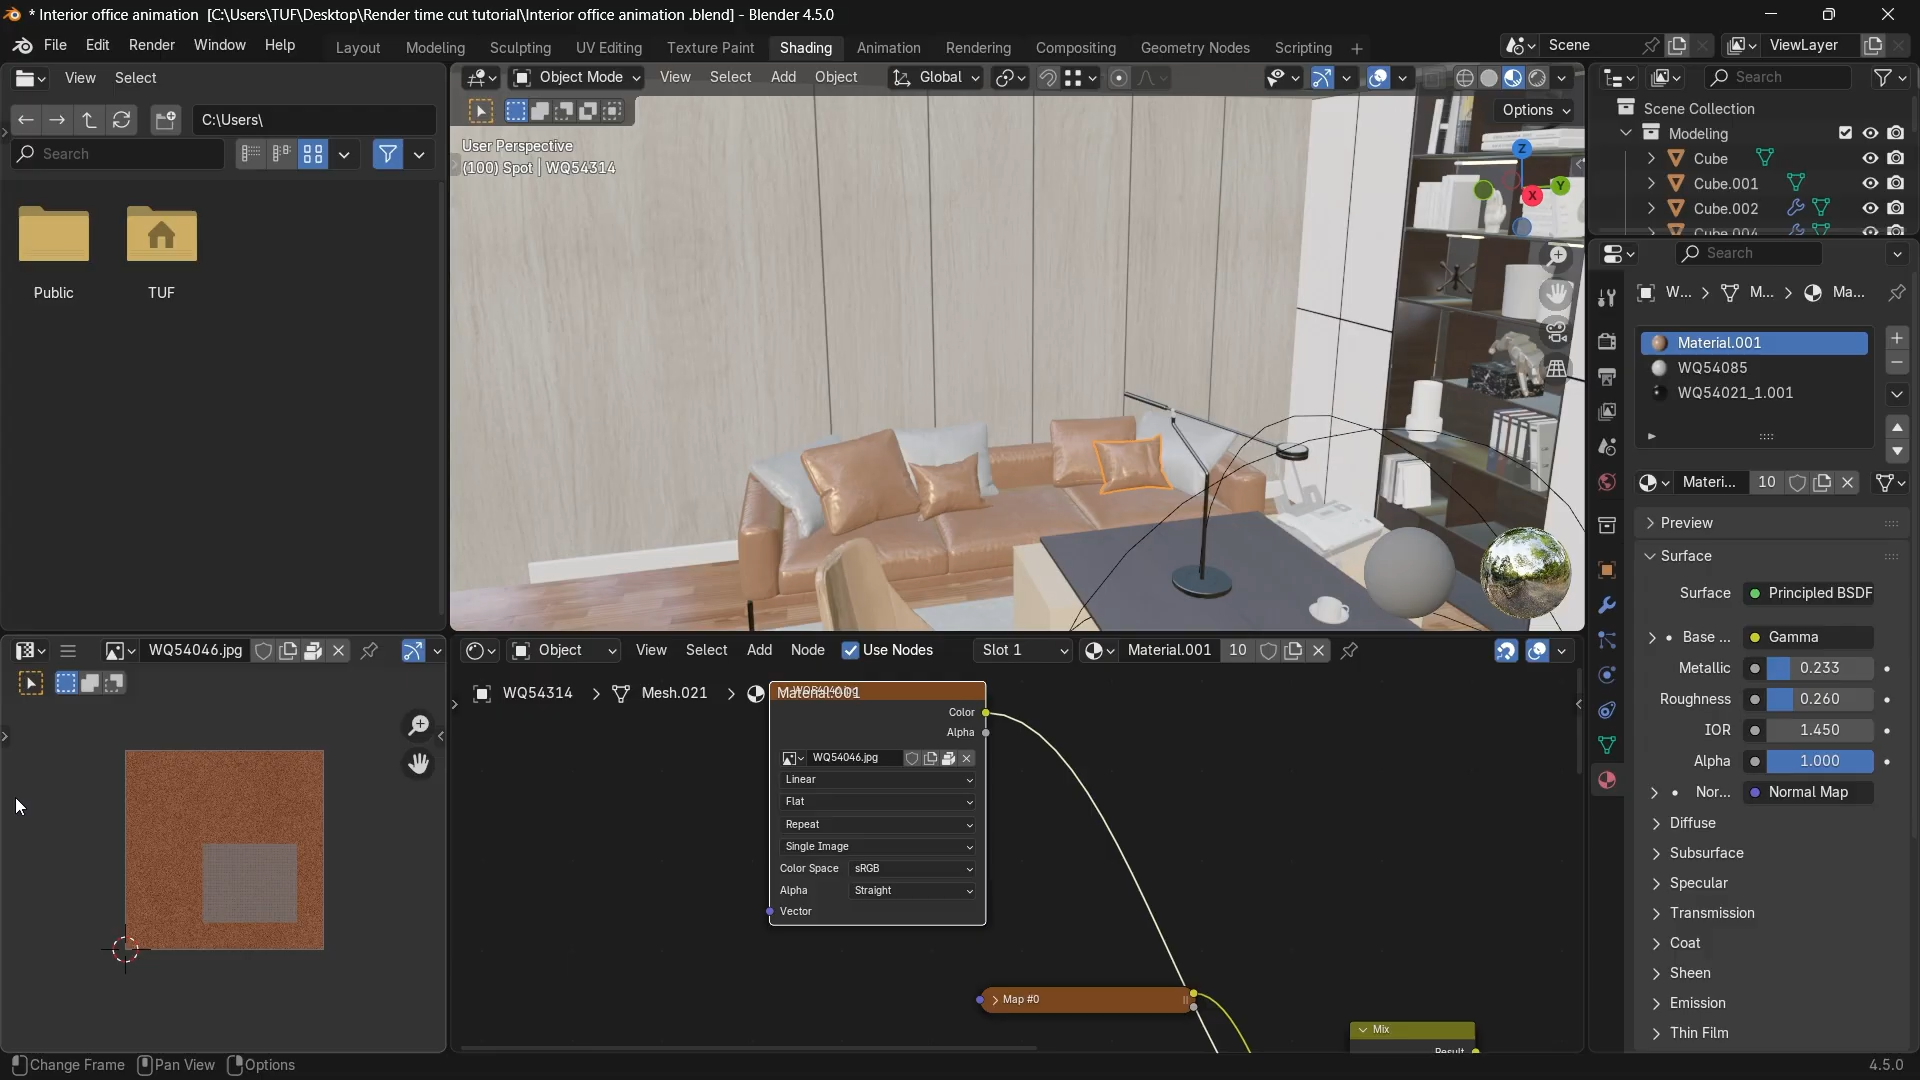 * Interior office animation [C:\Users\TUF\Desktop\Render time cut tutorial\Interior office animation .blend] - Blender 4.5.0
File Edit Render Window Help
Layout Modeling Sculpting UV Editing Texture Paint Shading Animation Rendering Compositing Geometry Nodes Scripting
Scene
ViewLayer
View Select
C:\Users\
Search
Public
TUF
Object Mode View Select Add Object Global
Options
User Perspective
(100) Spot | WQ54314
Z
Y
X
Search
Scene Collection
Modeling
Cube
Cube.001
Cube.002
Cube.004
Search
W... M... Ma...
Material.001
WQ54085
WQ54021_1.001
Materi... 10
Preview
Surface
Surface Principled BSDF
Base ... Gamma
Metallic 0.233
Roughness 0.260
IOR 1.450
Alpha 1.000
Nor... Normal Map
Diffuse
Subsurface
Specular
Transmission
Coat
Sheen
Emission
Thin Film
WQ54046.jpg
Object View Select Add Node Use Nodes Slot 1 Material.001 10
WQ54314 Mesh.021 Material.001
WQ54046.jpg
Color
Alpha
WQ54046.jpg
Linear
Flat
Repeat
Single Image
Color Space sRGB
Alpha Straight
Vector
Map #0
Mix
Result
Change Frame Pan View Options
4.5.0